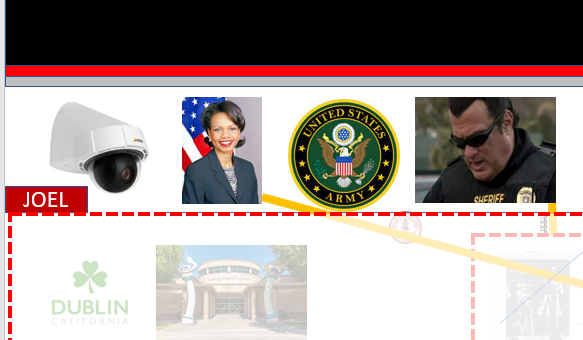 UNITED STATES
ARMY
SHERIFF
JOEL
DUBLIN
CALIFORNIA